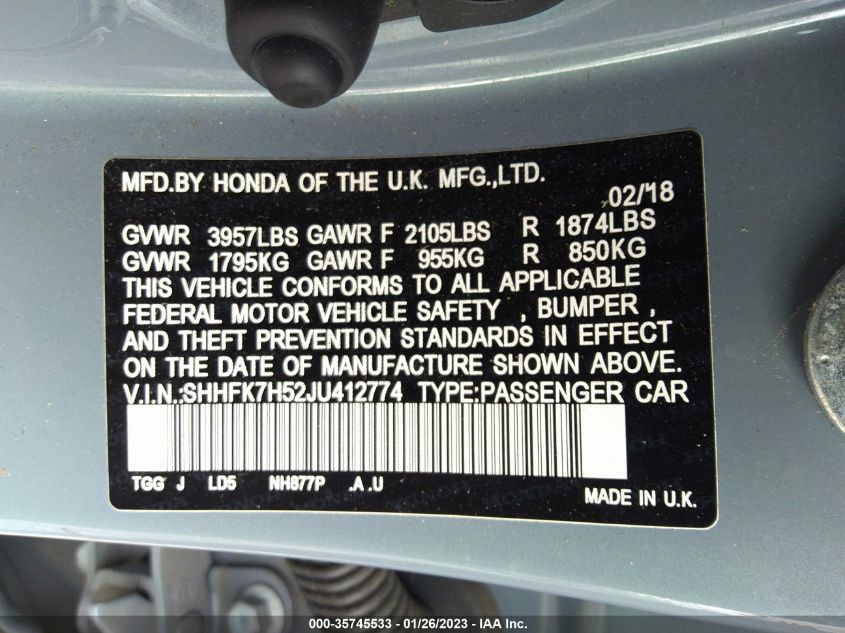 MFD.BY HONDA OF THE U.K. MFG.,LTD.
02/18
GVWR 3957LBS GAWR F 2105LBS R 1874LBS
GVWR 1795KG GAWR F 955KG R 850KG
THIS VEHICLE CONFORMS TO ALL APPLICABLE
FEDERAL MOTOR VEHICLE SAFETY , BUMPER ,
AND THEFT PREVENTION STANDARDS IN EFFECT
ON THE DATE OF MANUFACTURE SHOWN ABOVE.
V.I.N.:SHHFK7H52JU412774 TYPE:PASSENGER CAR
TGG J LD5 NH877P .A .U
MADE IN U.K.
000-35745533 - 01/26/2023 - IAA Inc.